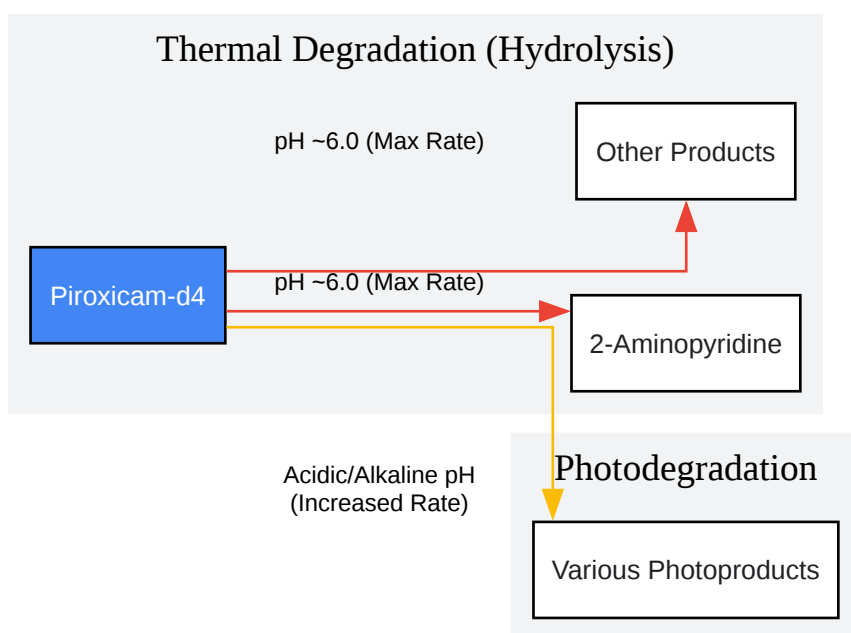 Thermal Degradation (Hydrolysis)
pH ~6.0 (Max Rate)
Other Products
Piroxicam-d4
pH ~6.0 (Max Rate)
2-Aminopyridine
Acidic/Alkaline pH
(Increased Rate)
Photodegradation
Various Photoproducts